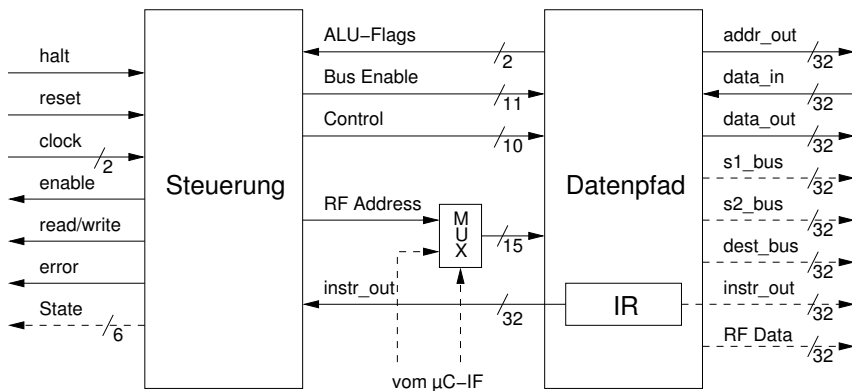 halt
reset
clock
2
enable
read/write
error
State
6
Steuerung
ALU−Flags
2
Bus Enable
11
Control
10
RF Address
MUX
15
instr_out
32
vom µC−IF
Datenpfad
IR
addr_out
32
data_in
32
data_out
32
s1_bus
32
s2_bus
32
dest_bus
32
instr_out
32
RF Data
32